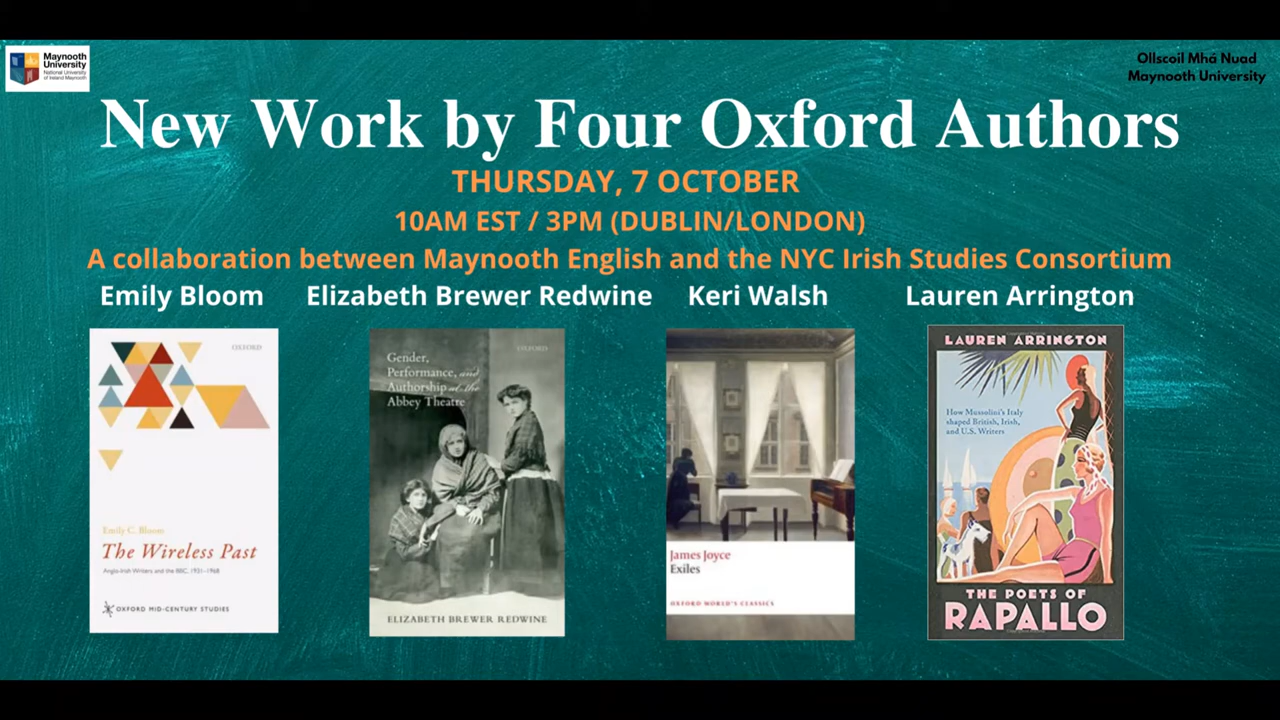 Maynooth
University
National University
of Ireland Maynooth
Ollscoil Mhá Nuad
Maynooth University
New Work by Four Oxford Authors
THURSDAY, 7 OCTOBER
10AM EST / 3PM (DUBLIN/LONDON)
A collaboration between Maynooth English and the NYC Irish Studies Consortium
Emily Bloom
Elizabeth Brewer Redwine
Keri Walsh
Lauren Arrington
OXFORD
Emily C. Bloom
The Wireless Past
Anglo-Irish Writers and the BBC, 1931–1968
OXFORD MID-CENTURY STUDIES
OXFORD
Gender,
Performance, and
Authorship at the
Abbey Theatre
ELIZABETH BREWER REDWINE
James Joyce
Exiles
OXFORD WORLD'S CLASSICS
LAUREN ARRINGTON
How Mussolini's Italy
shaped British, Irish,
and U.S. Writers
THE POETS OF
RAPALLO